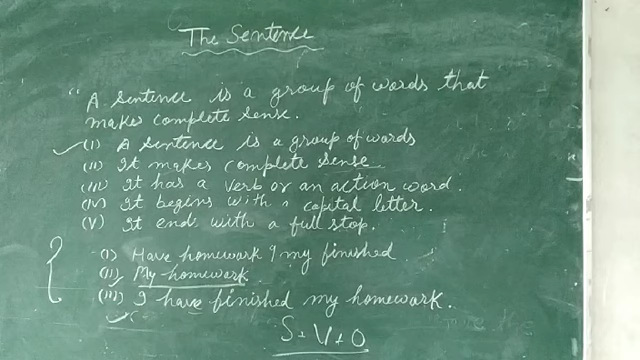 The Sentence
"A sentence is a group of words that
makes complete sense.
(I) A sentence is a group of words
(II) It makes complete sense
(III) It has a verb or an action word.
(IV) It begins with a capital letter.
(V) It ends with a full stop.
(I) Have homework I my finished
(II) My homework
(III) I have finished my homework.
S+V+O